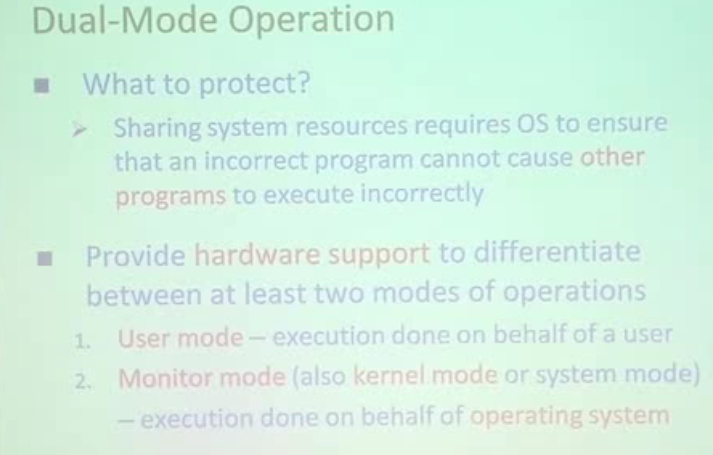 Dual-Mode Operation
■ What to protect?
➢ Sharing system resources requires OS to ensure
that an incorrect program cannot cause other
programs to execute incorrectly
■ Provide hardware support to differentiate
between at least two modes of operations
1. User mode – execution done on behalf of a user
2. Monitor mode (also kernel mode or system mode)
– execution done on behalf of operating system